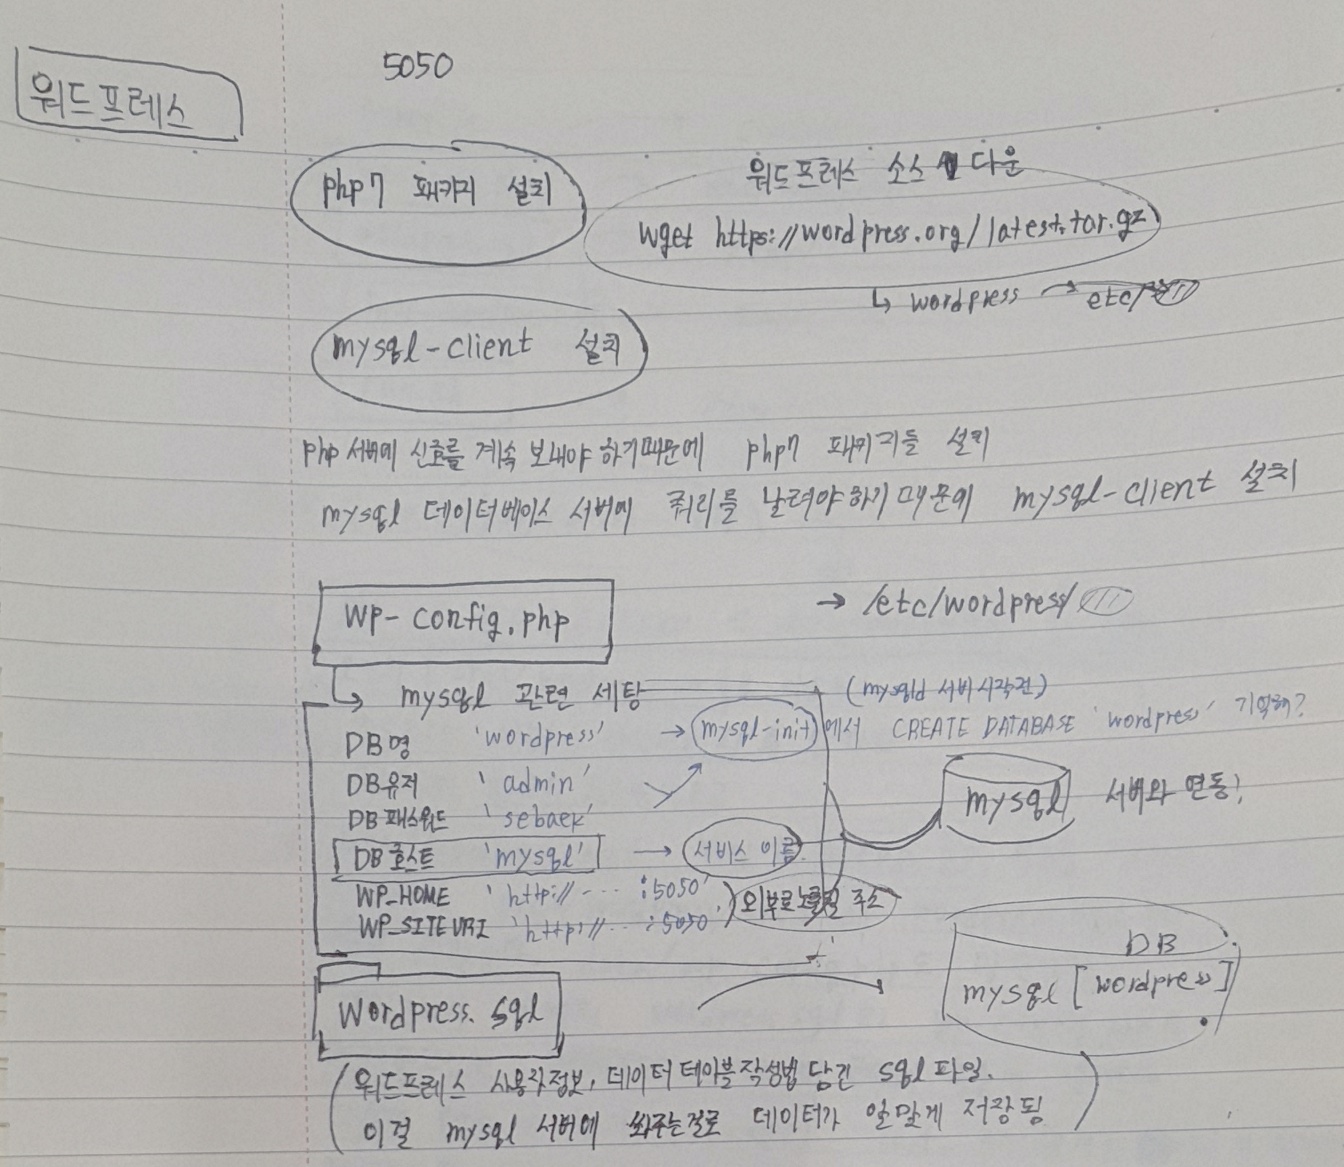 워드프레스
5050
php7 패키지 설치
워드프레스 소스 다운
wget https://wordpress.org/latest.tar.gz
↳ wordpress → etc/
mysql-client 설치
php 서버에 신호를 계속 보내야 하기때문에 php7 패키지들 설치
mysql 데이터베이스 서버에 쿼리를 날려야하기 때문에 mysql-client 설치
wp-config.php → /etc/wordpress/
↳ mysql 관련 세팅
(mysqld 서버시작전)
DB명 'wordpress' → mysql-init 에서 CREATE DATABASE 'wordpress' 기억해?
DB유저 'admin'
DB패스워드 'sebaek'
mysql 서버와 연동!
DB호스트 'mysql' → 서비스 이름.
WP_HOME 'http://--... :5050'
WP_SITEURI 'http://--... :5050
외부로 노출될 주소
DB
mysql [wordpress]
Wordpress.sql
(워드프레스 사용자정보, 데이터 테이블작성법 담긴 sql파일.
이걸 mysql 서버에 쏴주는걸로 데이터가 알맞게 저장됨)